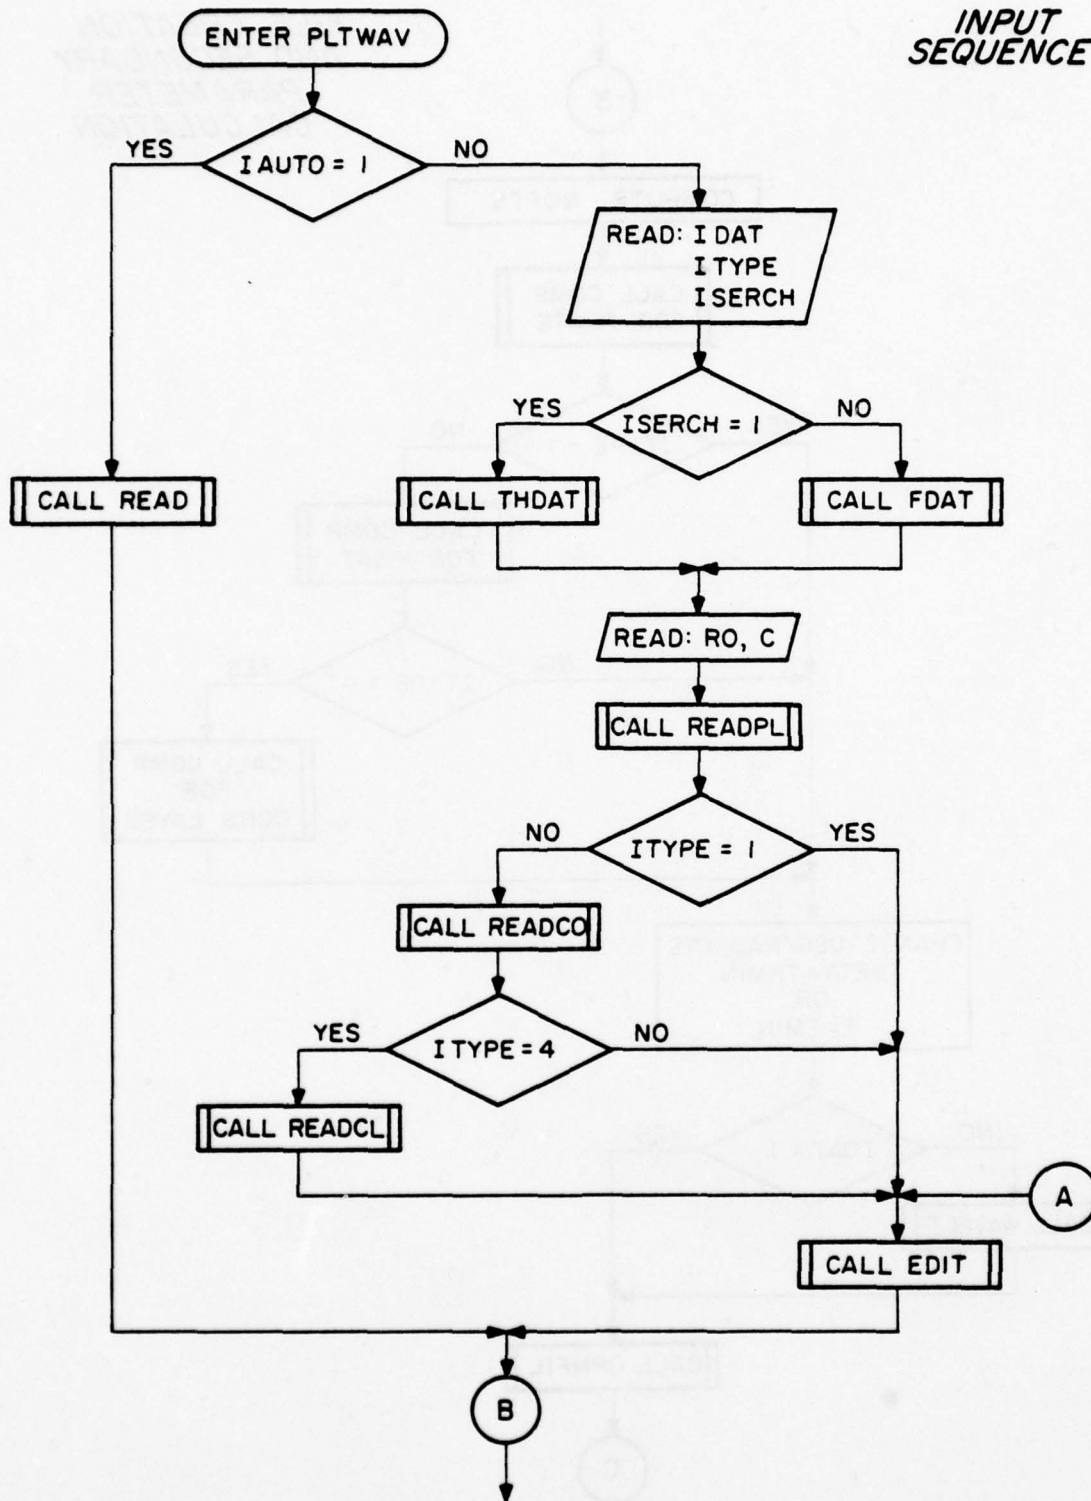 INPUT
SEQUENCE
ENTER PLTWAV
IAUTO = 1
YES
NO
READ: IDAT
ITYPE
ISERCH
ISERCH = 1
YES
NO
CALL READ
CALL THDAT
CALL FDAT
READ: RO, C
CALL READPL
ITYPE = 1
NO
YES
CALL READCO
ITYPE = 4
YES
NO
CALL READCL
A
CALL EDIT
B